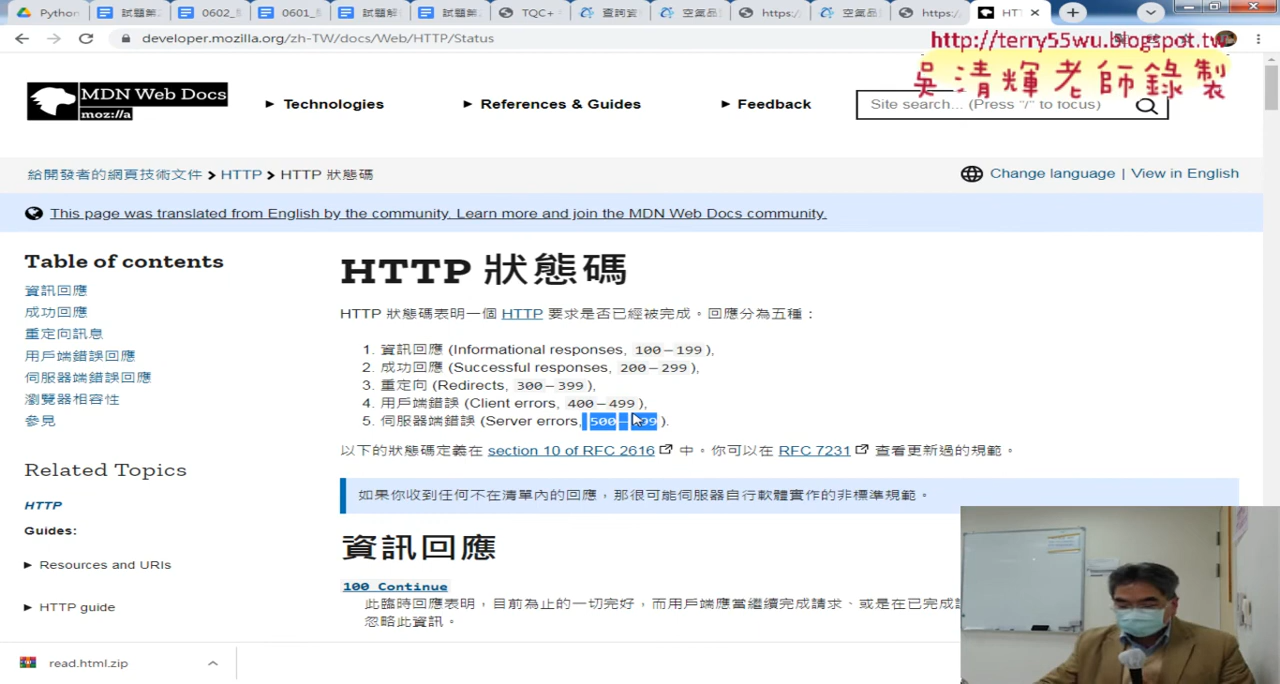 Python
試題第
0602_
0601_
試題解
試題第
TQC+
查詢資
空氣品
https:/
空氣品
https:/
HT
developer.mozilla.org/zh-TW/docs/Web/HTTP/Status
http://terry55wu.blogspot.tw
吳清輝老師錄製
MDN Web Docs
moz://a
Technologies
References & Guides
Feedback
Site search... (Press "/" to focus)
給開發者的網頁技術文件 > HTTP > HTTP 狀態碼
Change language | View in English
This page was translated from English by the community. Learn more and join the MDN Web Docs community.
Table of contents
資訊回應
成功回應
重定向訊息
用戶端錯誤回應
伺服器端錯誤回應
瀏覽器相容性
參見
Related Topics
HTTP
Guides:
Resources and URIs
HTTP guide
HTTP 狀態碼
HTTP 狀態碼表明一個 HTTP 要求是否已經被完成。回應分為五種：
1. 資訊回應 (Informational responses, 100–199),
2. 成功回應 (Successful responses, 200–299),
3. 重定向 (Redirects, 300–399),
4. 用戶端錯誤 (Client errors, 400–499),
5. 伺服器端錯誤 (Server errors, 500–599).
以下的狀態碼定義在 section 10 of RFC 2616 中。你可以在 RFC 7231 查看更新過的規範。
如果你收到任何不在清單內的回應，那很可能伺服器自行軟體實作的非標準規範。
資訊回應
100 Continue
此臨時回應表明，目前為止的一切完好，而用戶端應當繼續完成請求、或是在已完成
忽略此資訊。
read.html.zip